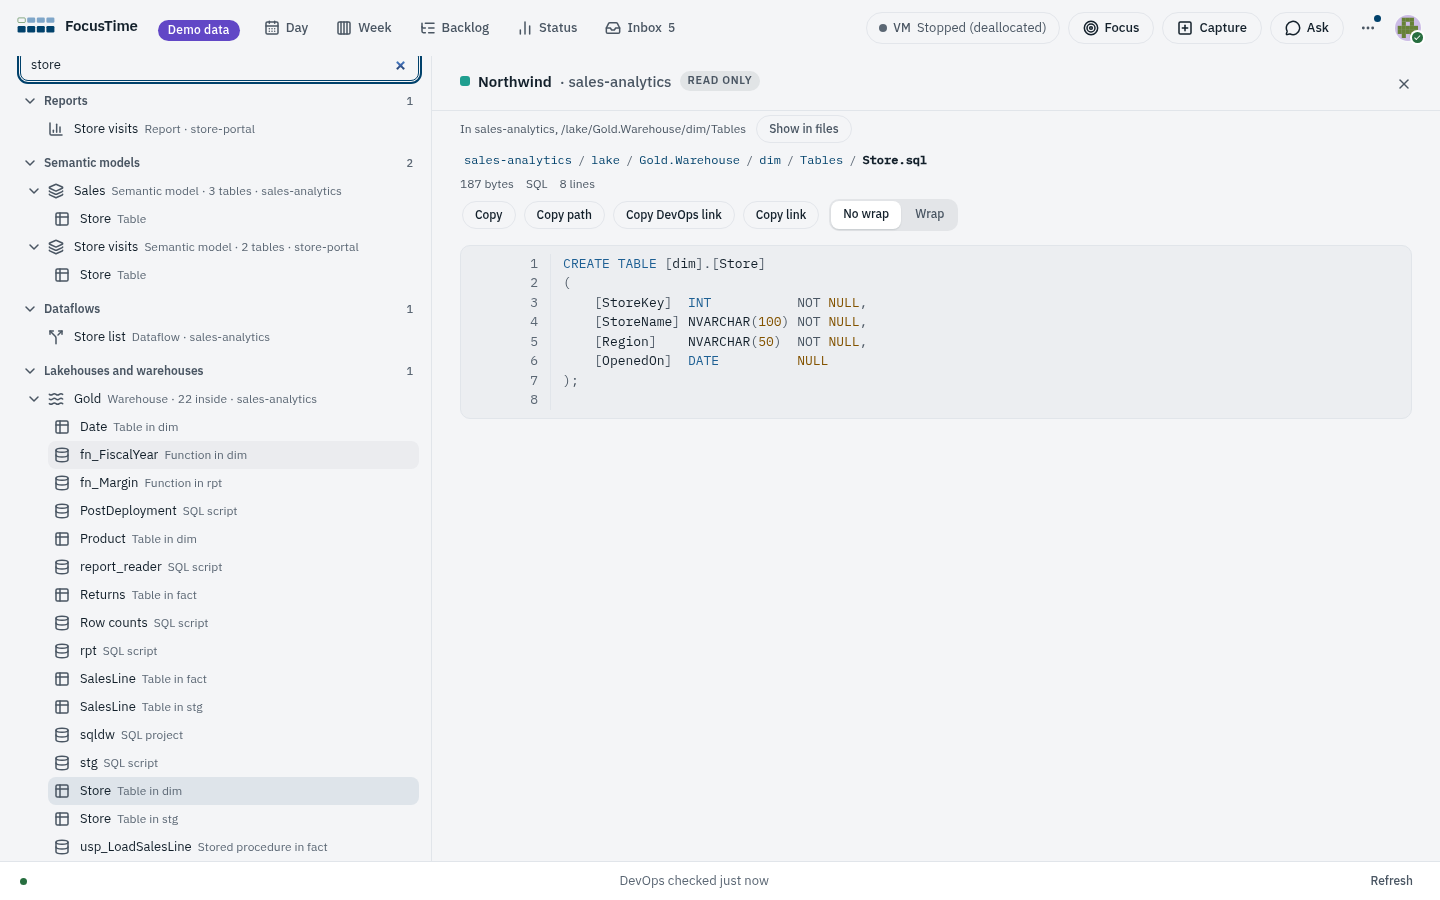 FocusTime
Demo data
Day
Week
Backlog
Status
Inbox 5
VM Stopped (deallocated)
Focus
Capture
Ask
store
Reports 1
Store visits Report · store-portal
Semantic models 2
Sales Semantic model · 3 tables · sales-analytics
Store Table
Store visits Semantic model · 2 tables · store-portal
Store Table
Dataflows 1
Store list Dataflow · sales-analytics
Lakehouses and warehouses 1
Gold Warehouse · 22 inside · sales-analytics
Date Table in dim
fn_FiscalYear Function in dim
fn_Margin Function in rpt
PostDeployment SQL script
Product Table in dim
report_reader SQL script
Returns Table in fact
Row counts SQL script
rpt SQL script
SalesLine Table in fact
SalesLine Table in stg
sqldw SQL project
stg SQL script
Store Table in dim
Store Table in stg
usp_LoadSalesLine Stored procedure in fact
Northwind · sales-analytics READ ONLY
In sales-analytics, /lake/Gold.Warehouse/dim/Tables Show in files
sales-analytics / lake / Gold.Warehouse / dim / Tables / Store.sql
187 bytes SQL 8 lines
Copy Copy path Copy DevOps link Copy link No wrap Wrap
1 CREATE TABLE [dim].[Store]
2 (
3 [StoreKey] INT NOT NULL,
4 [StoreName] NVARCHAR(100) NOT NULL,
5 [Region] NVARCHAR(50) NOT NULL,
6 [OpenedOn] DATE NULL
7 );
8
DevOps checked just now
Refresh